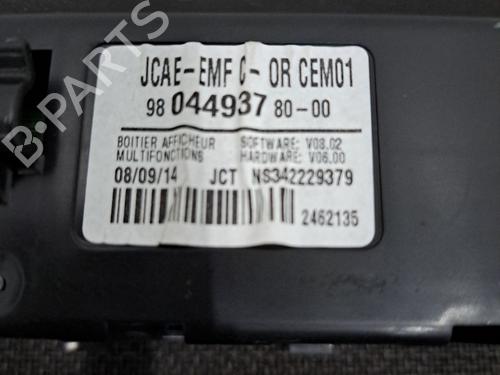 JCAE-EMF C-OR CEM01
98 044937 80-00
BOITIER AFFICHEUR SOFTWARE: V08.02
MULTIFONCTIONS HARDWARE: V06.00
08/09/14 JCT NS342229379
2462135
B-PARTS